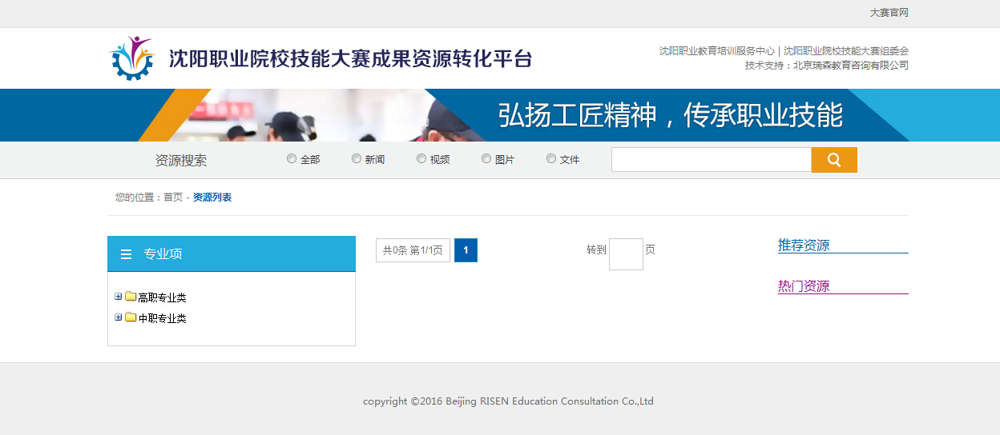 大赛官网
沈阳职业院校技能大赛成果资源转化平台
沈阳职业教育培训服务中心 | 沈阳职业院校技能大赛组委会
技术支持：北京瑞森教育咨询有限公司
弘扬工匠精神，传承职业技能
资源搜索 全部 新闻 视频 图片 文件
您的位置：首页 - 资源列表
专业项
高职专业类
中职专业类
共0条 第1/1页 1 转到 页
推荐资源
热门资源
copyright ©2016 Beijing RISEN Education Consultation Co.,Ltd